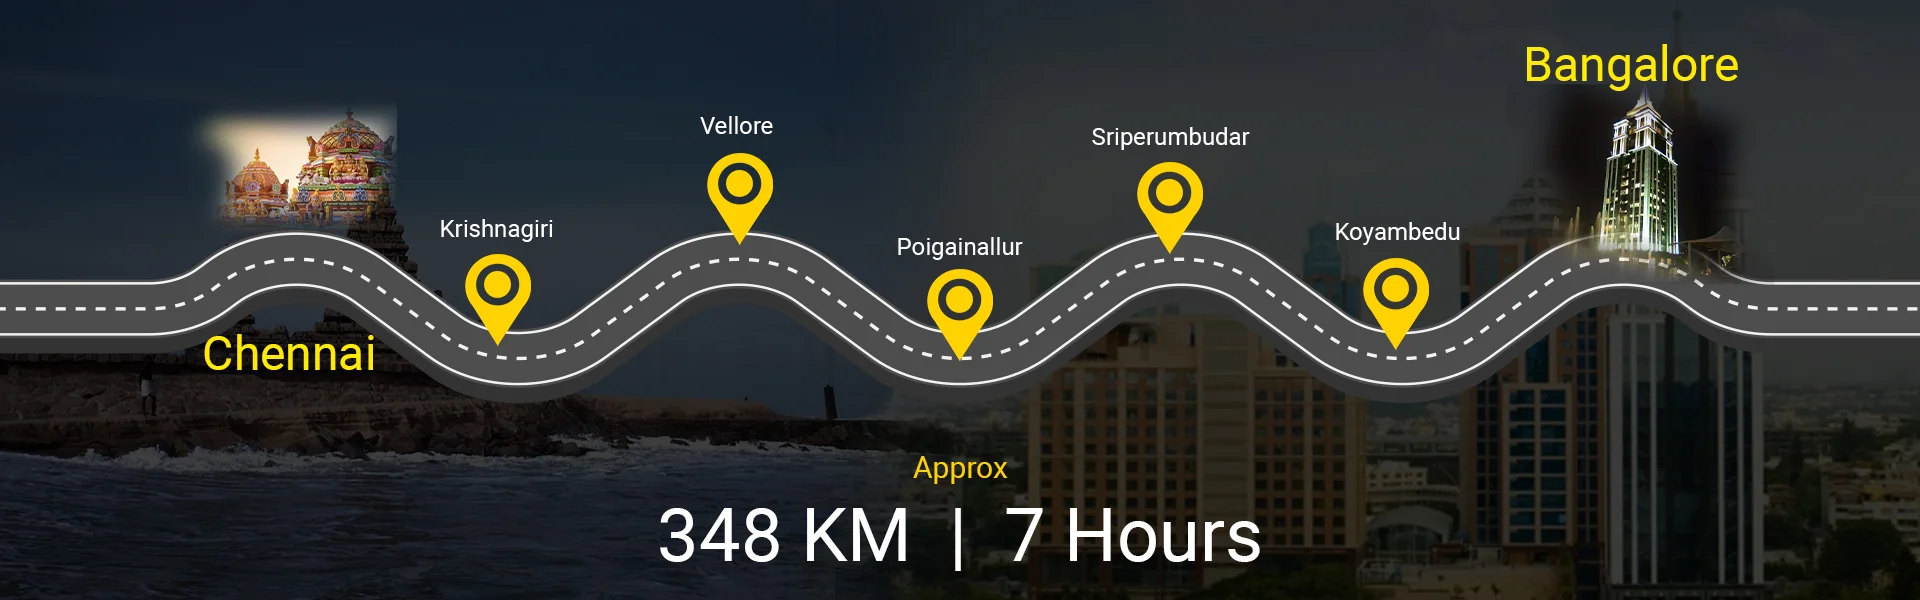 Bangalore
Vellore
Sriperumbudar
Krishnagiri
Koyambedu
Poigainallur
Chennai
Approx
348 KM | 7 Hours